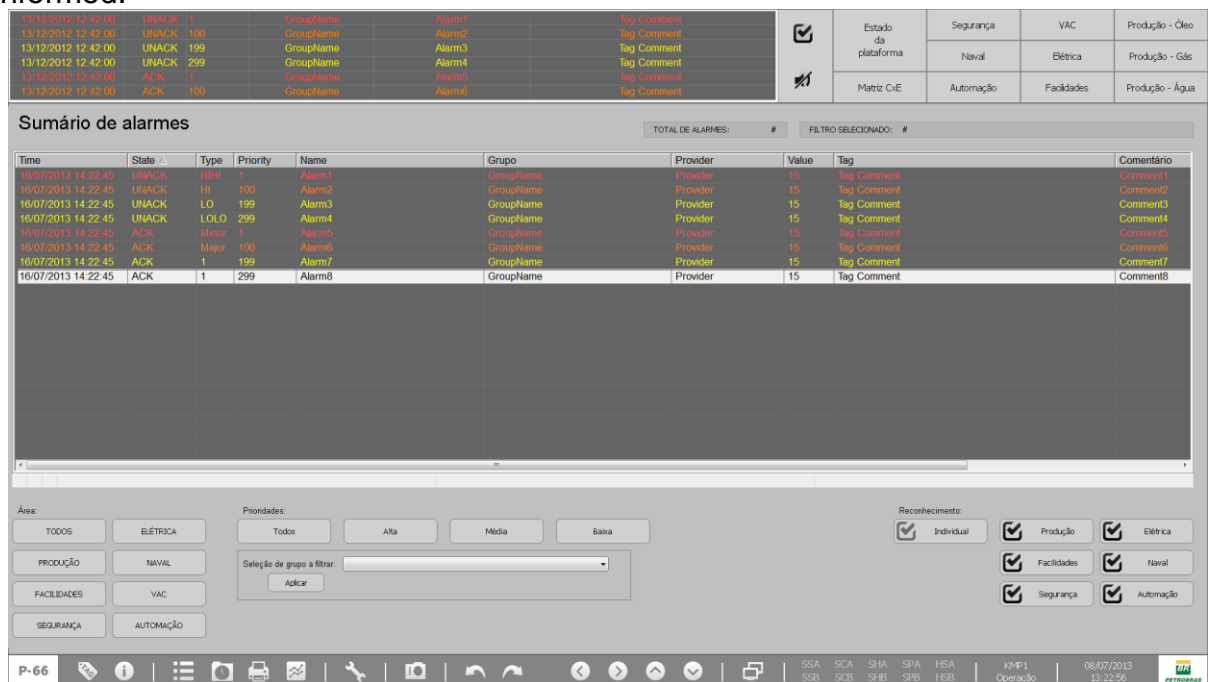 informed.
13/12/2012 12:42:00 UNACK 1 GroupName Alarm1 Tag Comment
13/12/2012 12:42:00 UNACK 100 GroupName Alarm2 Tag Comment
13/12/2012 12:42:00 UNACK 199 GroupName Alarm3 Tag Comment
13/12/2012 12:42:00 UNACK 299 GroupName Alarm4 Tag Comment
13/12/2012 12:42:00 ACK 1 GroupName Alarm5 Tag Comment
13/12/2012 12:42:00 ACK 100 GroupName Alarm6 Tag Comment
Estado da plataforma Segurança VAC Produção - Óleo
Naval Elétrica Produção - Gás
Matriz CxE Automação Facilidades Produção - Água
Sumário de alarmes
TOTAL DE ALARMES: # FILTRO SELECIONADO: #
Time State Type Priority Name Grupo Provider Value Tag Comentário
16/07/2013 14:22:45 UNACK HIHI 1 Alarm1 GroupName Provider 15 Tag Comment Comment1
16/07/2013 14:22:45 UNACK HI 100 Alarm2 GroupName Provider 15 Tag Comment Comment2
16/07/2013 14:22:45 UNACK LO 199 Alarm3 GroupName Provider 15 Tag Comment Comment3
16/07/2013 14:22:45 UNACK LOLO 299 Alarm4 GroupName Provider 15 Tag Comment Comment4
16/07/2013 14:22:45 ACK Minor 1 Alarm5 GroupName Provider 15 Tag Comment Comment5
16/07/2013 14:22:45 ACK Major 100 Alarm6 GroupName Provider 15 Tag Comment Comment6
16/07/2013 14:22:45 ACK 1 199 Alarm7 GroupName Provider 15 Tag Comment Comment7
16/07/2013 14:22:45 ACK 1 299 Alarm8 GroupName Provider 15 Tag Comment Comment8
Área: Prioridades: Reconhecimento:
TODOS ELÉTRICA Todos Alta Média Baixa Individual Produção Elétrica
PRODUÇÃO NAVAL Seleção de grupo a filtrar: Facilidades Naval
Aplicar
FACILIDADES VAC Segurança Automação
SEGURANÇA AUTOMAÇÃO
P-66 TAG SSA SCA SHA SPA HSA KMP1 08/07/2013
SSB SCB SHB SPB HSB Operação 13:22:56
BR PETROBRAS